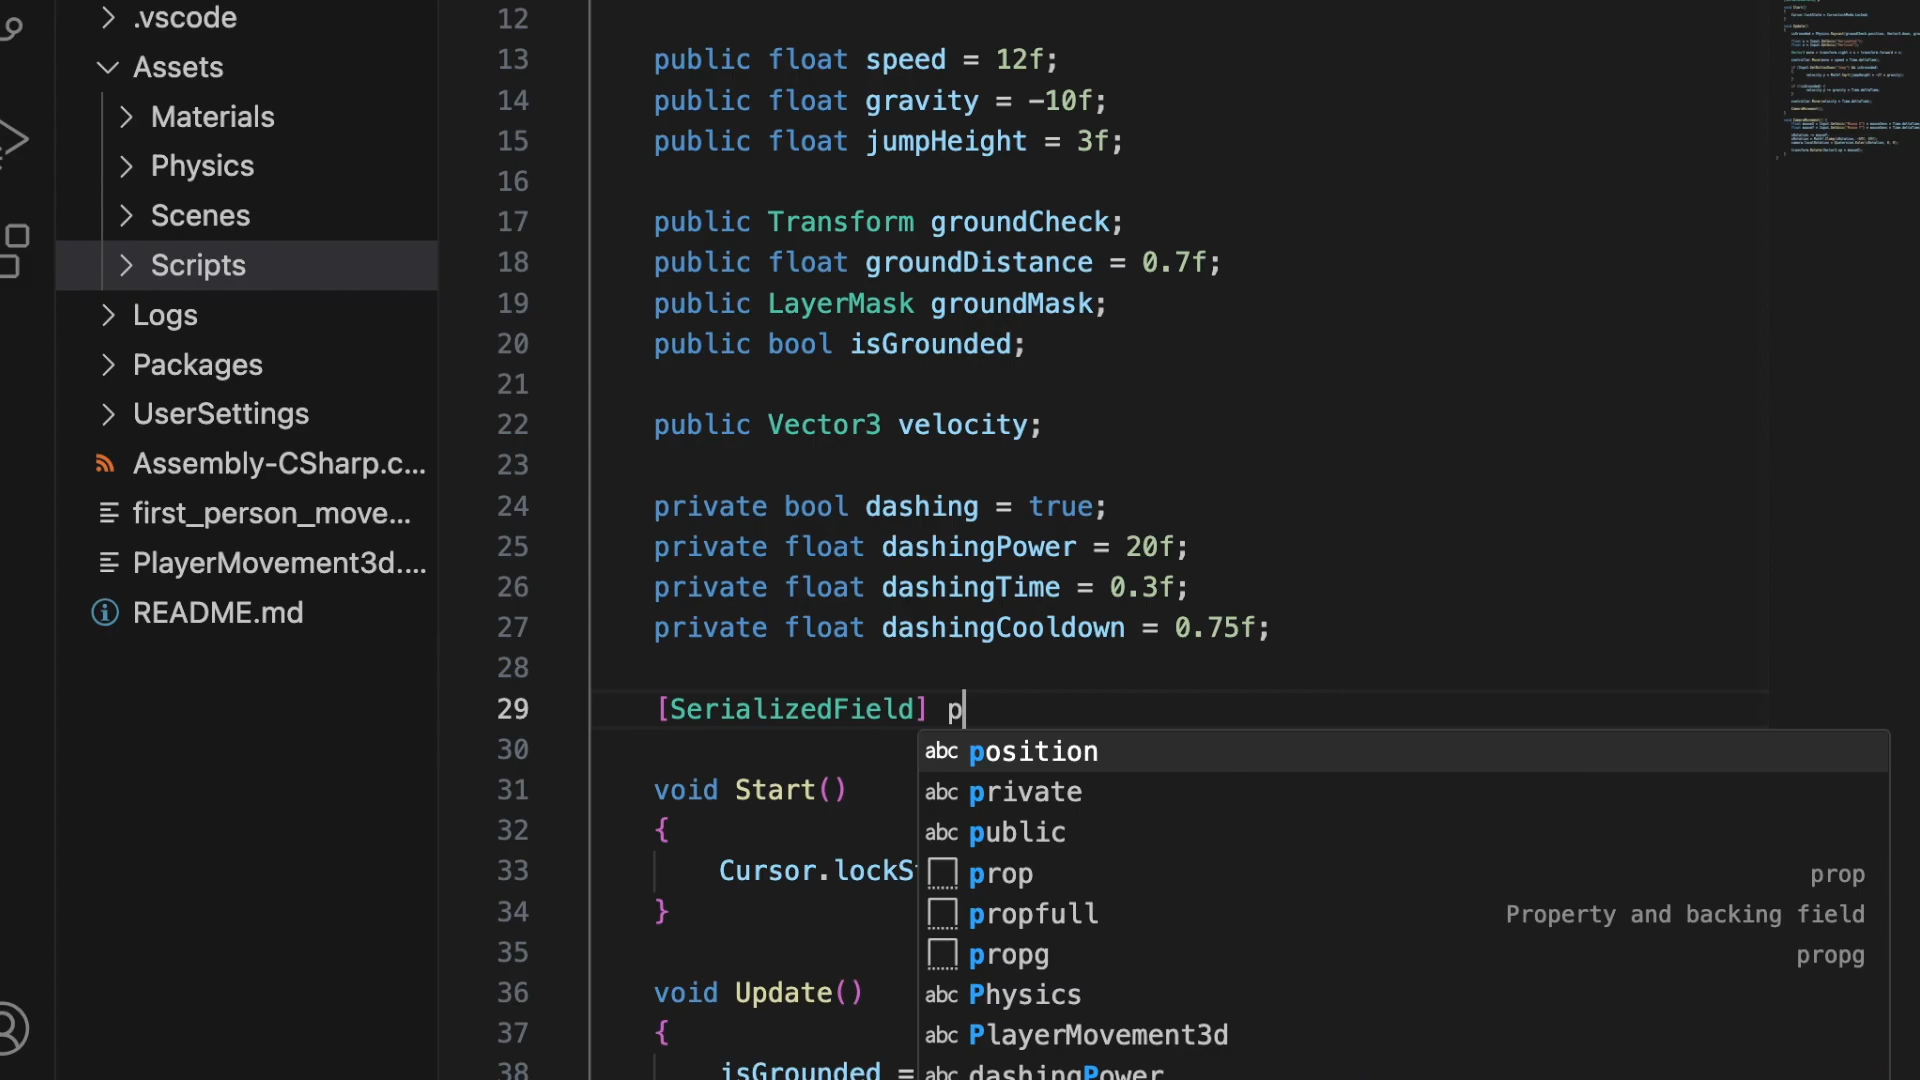 .vscode
Assets
Materials
Physics
Scenes
Scripts
Logs
Packages
UserSettings
Assembly-CSharp.c...
first_person_move...
PlayerMovement3d....
README.md
12
13 public float speed = 12f;
14 public float gravity = -10f;
15 public float jumpHeight = 3f;
16
17 public Transform groundCheck;
18 public float groundDistance = 0.7f;
19 public LayerMask groundMask;
20 public bool isGrounded;
21
22 public Vector3 velocity;
23
24 private bool dashing = true;
25 private float dashingPower = 20f;
26 private float dashingTime = 0.3f;
27 private float dashingCooldown = 0.75f;
28
29 [SerializedField] p
30
31 void Start()
32 {
33 Cursor.lockS
34 }
35
36 void Update()
37 {
38 isGrounded =
abc position
abc private
abc public
prop prop
propfull Property and backing field
propg propg
abc Physics
abc PlayerMovement3d
abc dashingPower